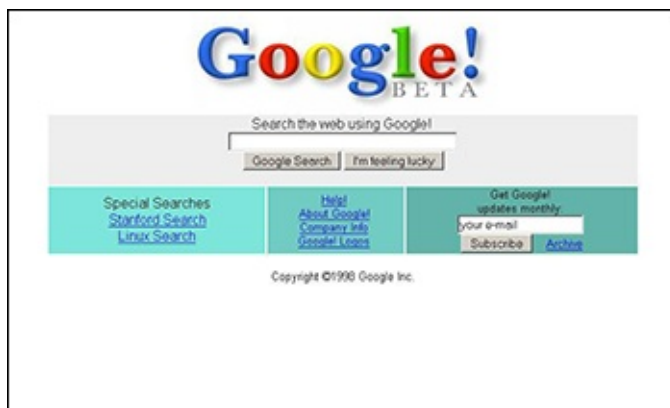 Google!
BETA
Search the web using Google!
Google Search I'm feeling lucky
Special Searches
Stanford Search
Linux Search
Help!
About Google!
Company Info
Google! Logos
Get Google!
updates monthly:
your e-mail
Subscribe Archive
Copyright ©1998 Google Inc.